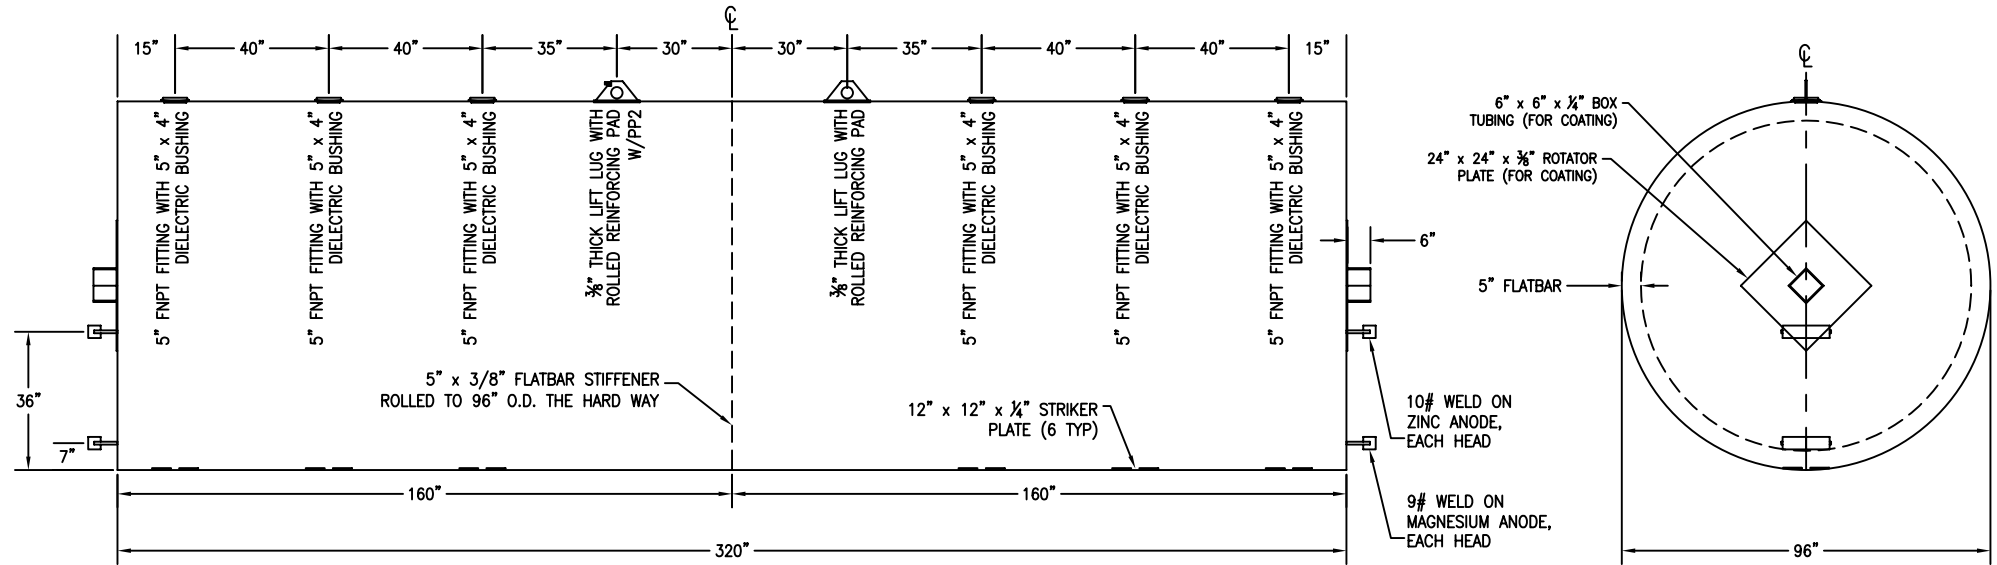 ℄
15” 40” 40” 35” 30” 30” 35” 40” 40” 15”
5” FNPT FITTING WITH 5” x 4”
DIELECTRIC BUSHING
5” FNPT FITTING WITH 5” x 4”
DIELECTRIC BUSHING
5” FNPT FITTING WITH 5” x 4”
DIELECTRIC BUSHING
⅜” THICK LIFT LUG WITH
ROLLED REINFORCING PAD
W/PP2
⅜” THICK LIFT LUG WITH
ROLLED REINFORCING PAD
5” FNPT FITTING WITH 5” x 4”
DIELECTRIC BUSHING
5” FNPT FITTING WITH 5” x 4”
DIELECTRIC BUSHING
5” FNPT FITTING WITH 5” x 4”
DIELECTRIC BUSHING
6”
36”
7”
5” x 3/8” FLATBAR STIFFENER
ROLLED TO 96” O.D. THE HARD WAY
12” x 12” x ¼” STRIKER
PLATE (6 TYP)
10# WELD ON
ZINC ANODE,
EACH HEAD
9# WELD ON
MAGNESIUM ANODE,
EACH HEAD
160” 160”
320”
℄
6” x 6” x ¼” BOX
TUBING (FOR COATING)
24” x 24” x ⅜” ROTATOR
PLATE (FOR COATING)
5” FLATBAR
96”